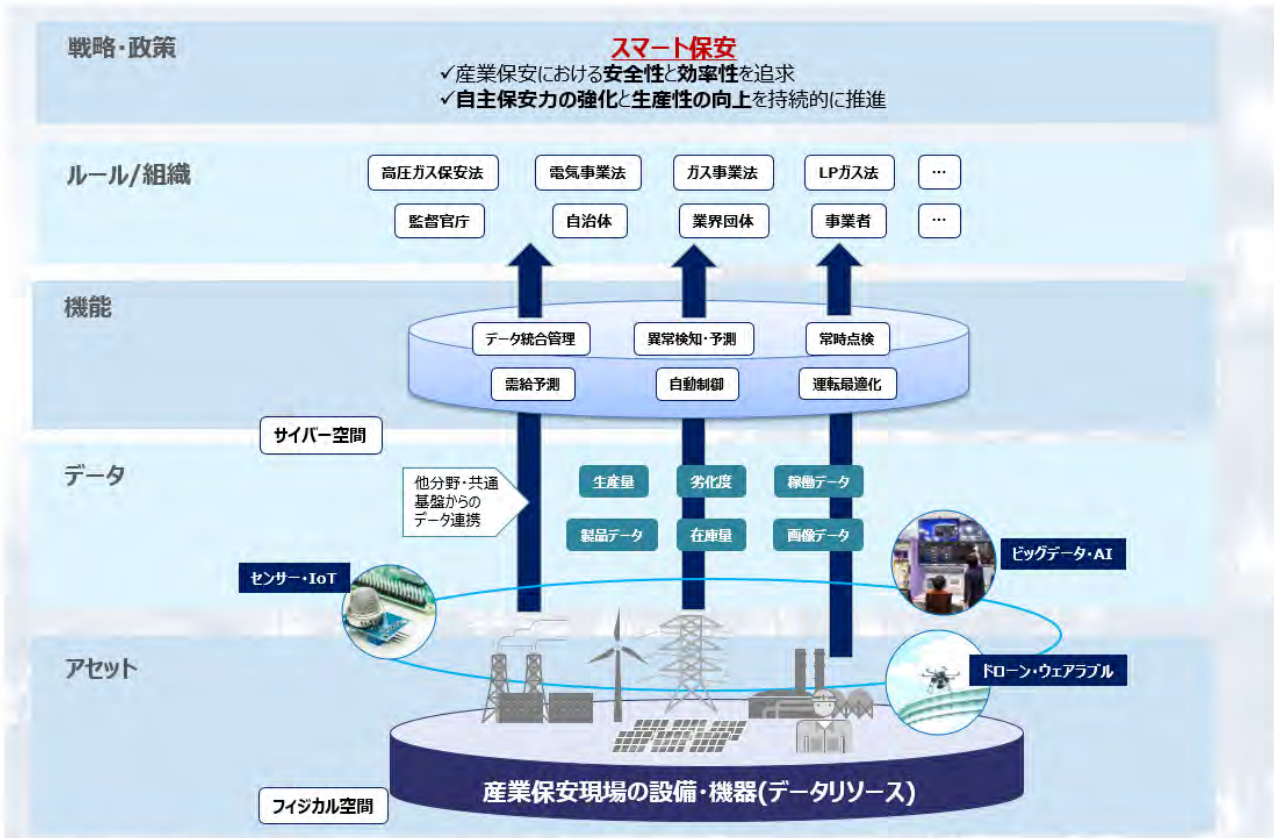 戦略・政策
スマート保安
✓産業保安における安全性と効率性を追求
✓自主保安力の強化と生産性の向上を持続的に推進
ルール/組織
高圧ガス保安法
電気事業法
ガス事業法
LPガス法
…
監督官庁
自治体
業界団体
事業者
…
機能
データ統合管理
異常検知・予測
常時点検
需給予測
自動制御
運転最適化
サイバー空間
データ
他分野・共通
基盤からの
データ連携
生産量
劣化度
稼働データ
製品データ
在庫量
画像データ
ビッグデータ・AI
センサー・IoT
アセット
ドローン・ウェアラブル
産業保安現場の設備・機器(データリソース)
フィジカル空間